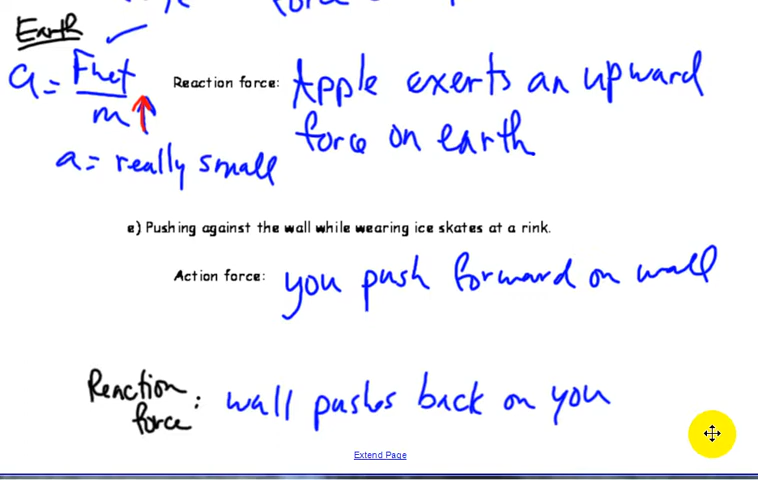 force
Earth
a = Fnet
m
Reaction force: Apple exerts an upward
force on earth
a = really small
e) Pushing against the wall while wearing ice skates at a rink.
Action force: you push forward on wall
Reaction
force : wall pushes back on you
Extend Page